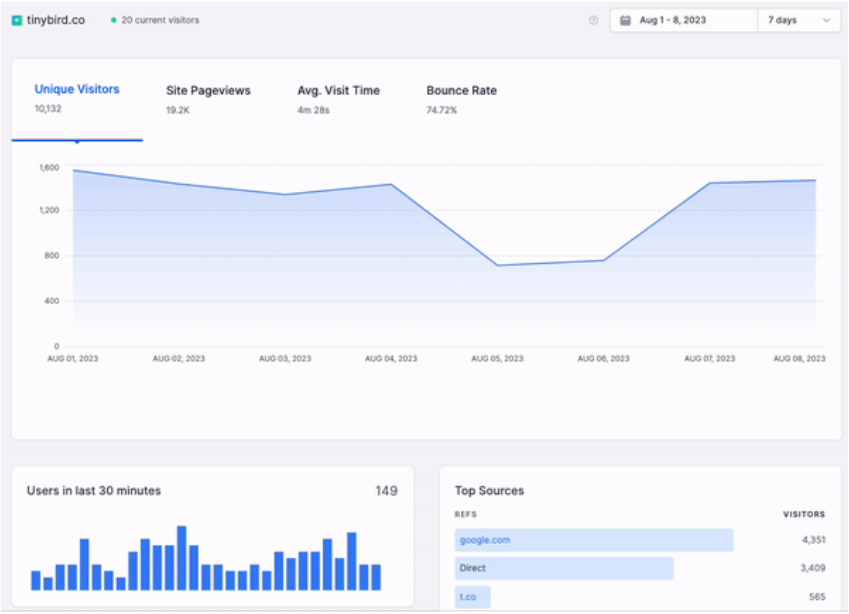 tinybird.co
20 current visitors
Aug 1 - 8, 2023
7 days
Unique Visitors
10,132
Site Pageviews
19.2K
Avg. Visit Time
4m 28s
Bounce Rate
74.72%
1,600
1,200
800
400
0
AUG 01, 2023
AUG 02, 2023
AUG 03, 2023
AUG 04, 2023
AUG 05, 2023
AUG 06, 2023
AUG 07, 2023
AUG 08, 2023
Users in last 30 minutes
149
Top Sources
REFS
VISITORS
google.com
4,351
Direct
3,409
t.co
565